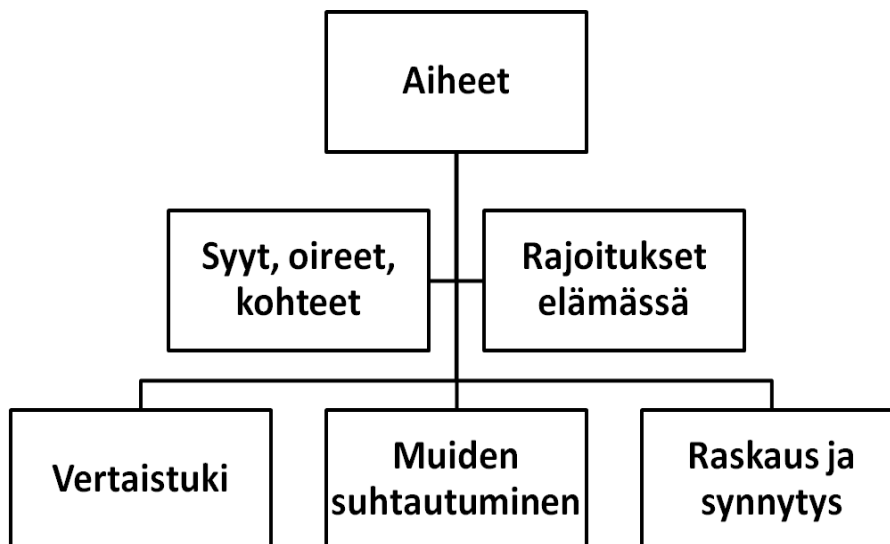 Aiheet
Syyt, oireet,
kohteet
Rajoitukset
elämässä
Vertaistuki
Muiden
suhtautuminen
Raskaus ja
synnytys